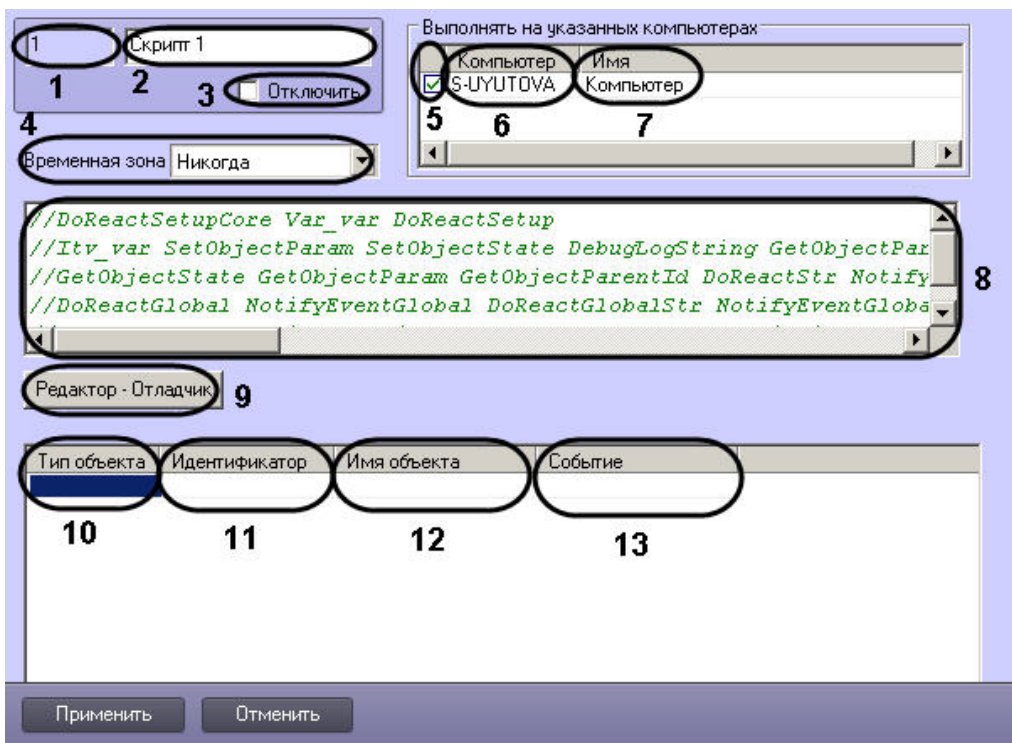 Выполнять на указанных компьютерах
1 Скрипт 1
Компьютер Имя
S-UYUTOVA Компьютер
1 2 3 Отключить
5 6 7
4
Временная зона Никогда
//DoReactSetupCore Var_var DoReactSetup
//Itv_var SetObjectParam SetObjectState DebugLogString GetObjectPar
//GetObjectState GetObjectParam GetObjectParentId DoReactStr Notify
8
//DoReactGlobal NotifyEventGlobal DoReactGlobalStr NotifyEventGloba
Редактор - Отладчик 9
Тип объекта Идентификатор Имя объекта Событие
10 11 12 13
Применить Отменить